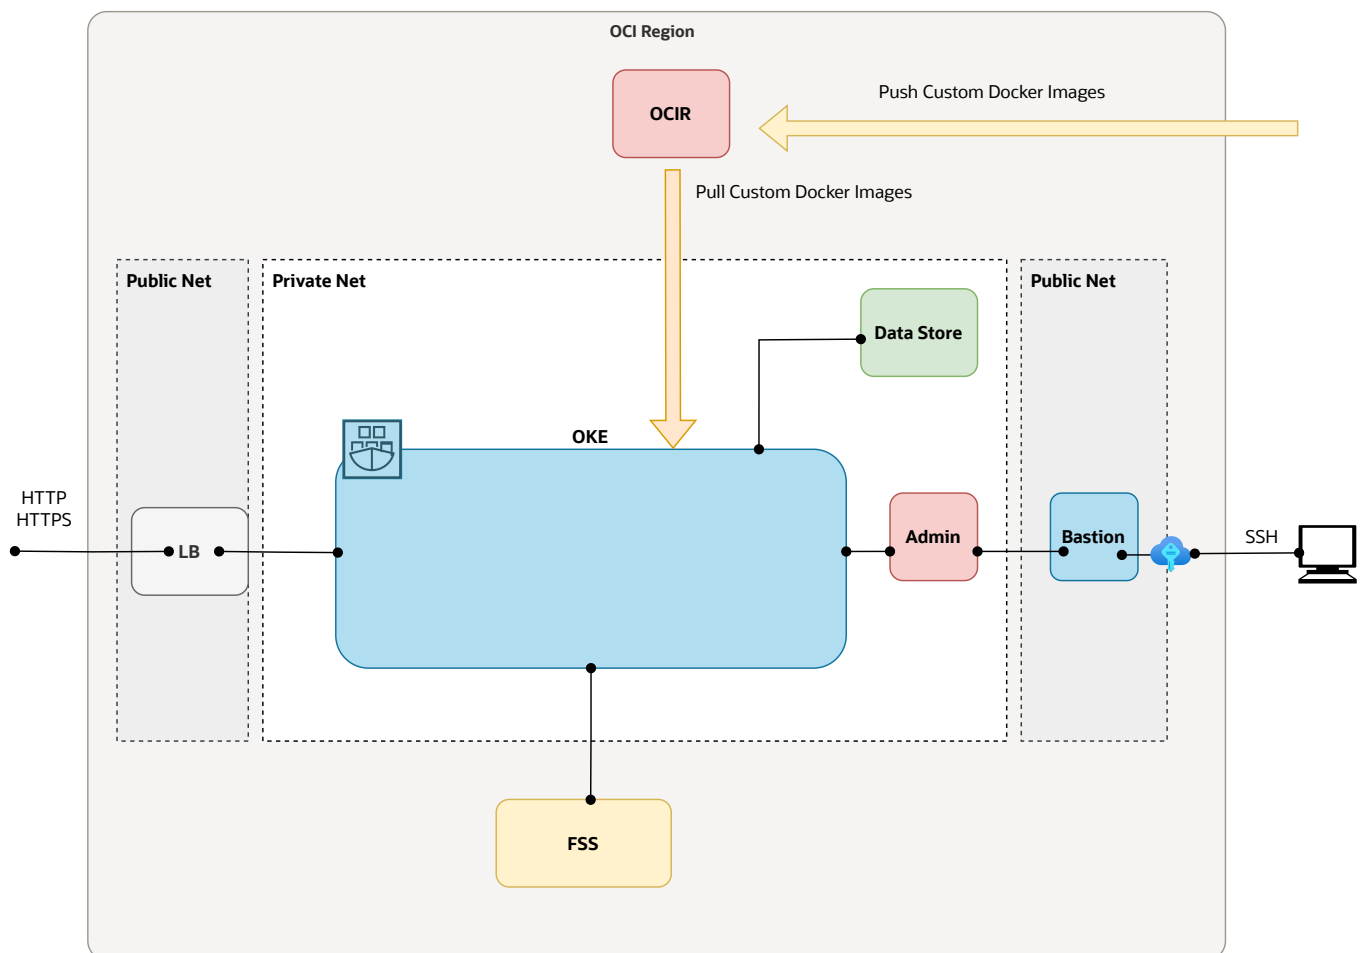 OCI Region
OCIR
Push Custom Docker Images
Pull Custom Docker Images
Public Net
Private Net
Public Net
Data Store
OKE
HTTP
HTTPS
LB
Admin
Bastion
SSH
FSS